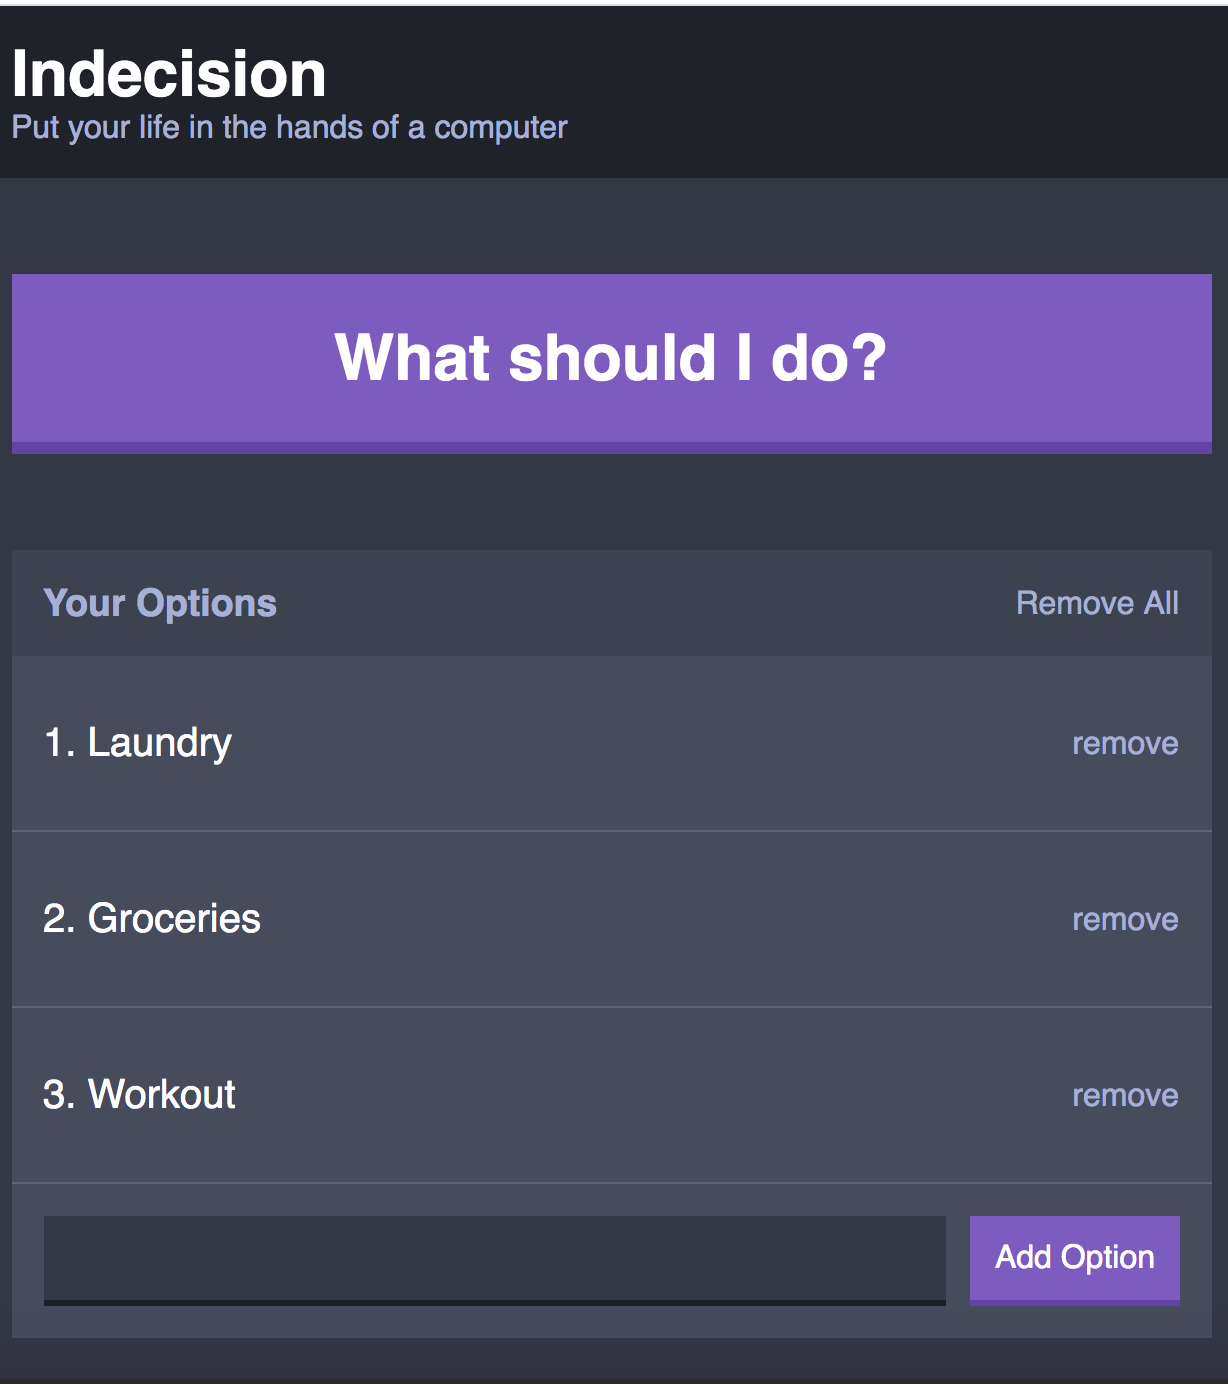 Indecision
Put your life in the hands of a computer
What should I do?
Your Options Remove All
1. Laundry remove
2. Groceries remove
3. Workout remove
Add Option